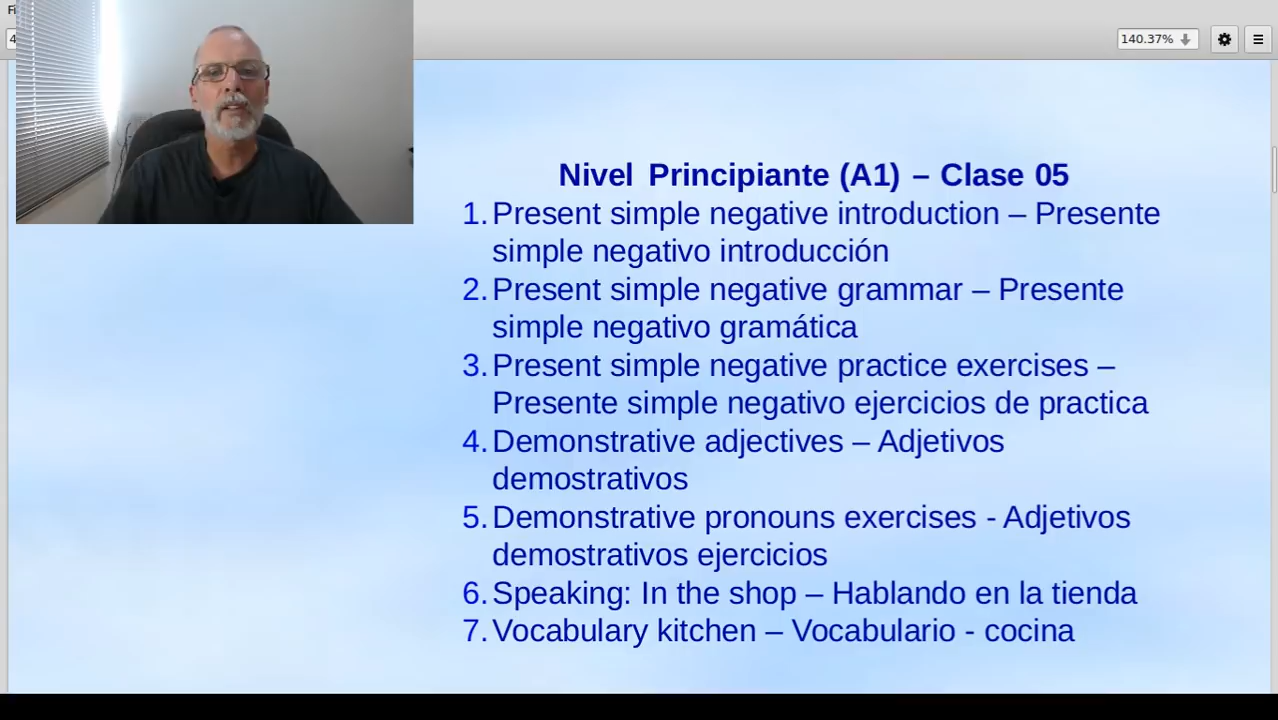 Fi
4
140.37%
Nivel Principiante (A1) – Clase 05
1. Present simple negative introduction – Presente
simple negativo introducción
2. Present simple negative grammar – Presente
simple negativo gramática
3. Present simple negative practice exercises –
Presente simple negativo ejercicios de practica
4. Demonstrative adjectives – Adjetivos
demostrativos
5. Demonstrative pronouns exercises - Adjetivos
demostrativos ejercicios
6. Speaking: In the shop – Hablando en la tienda
7. Vocabulary kitchen – Vocabulario - cocina